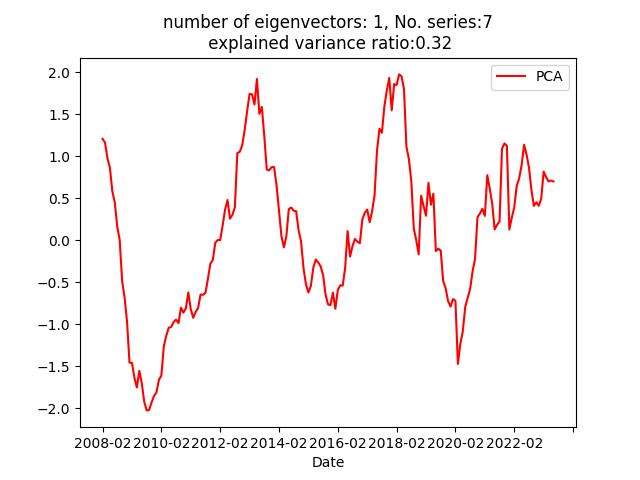 number of eigenvectors: 1, No. series:7
explained variance ratio:0.32
PCA
2.0
1.5
1.0
0.5
0.0
−0.5
−1.0
−1.5
−2.0
2008-02 2010-02 2012-02 2014-02 2016-02 2018-02 2020-02 2022-02
Date